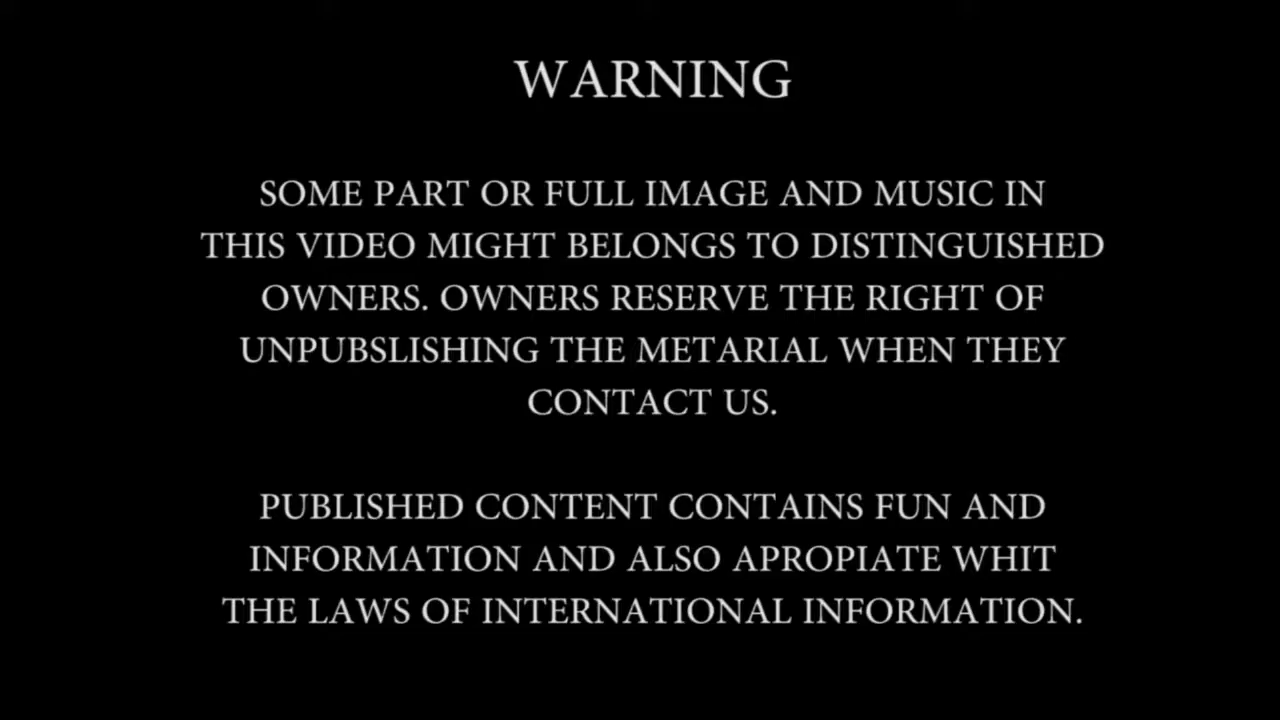 WARNING
SOME PART OR FULL IMAGE AND MUSIC IN
THIS VIDEO MIGHT BELONGS TO DISTINGUISHED
OWNERS. OWNERS RESERVE THE RIGHT OF
UNPUBSLISHING THE METARIAL WHEN THEY
CONTACT US.
PUBLISHED CONTENT CONTAINS FUN AND
INFORMATION AND ALSO APROPIATE WHIT
THE LAWS OF INTERNATIONAL INFORMATION.